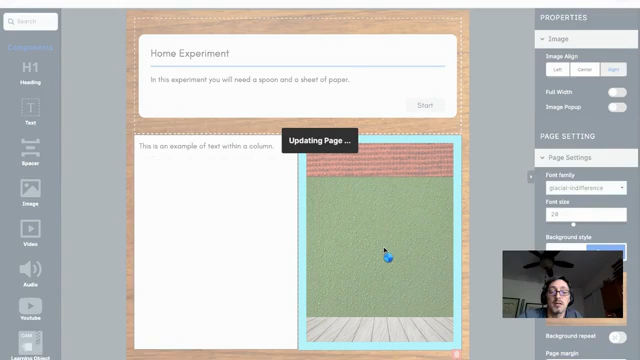 Search
Components
H1
Heading
Text
Spacer
Image
Video
Audio
Youtube
Learning Object
Home Experiment
In this experiment you will need a spoon and a sheet of paper.
Start
This is an example of text within a column.
Updating Page ...
PROPERTIES
Image
Image Align
Left
Center
Right
Full Width
Image Popup
PAGE SETTING
Page Settings
Font family
glacial-indifference
Font size
20
Background style
Background repeat
Page margin